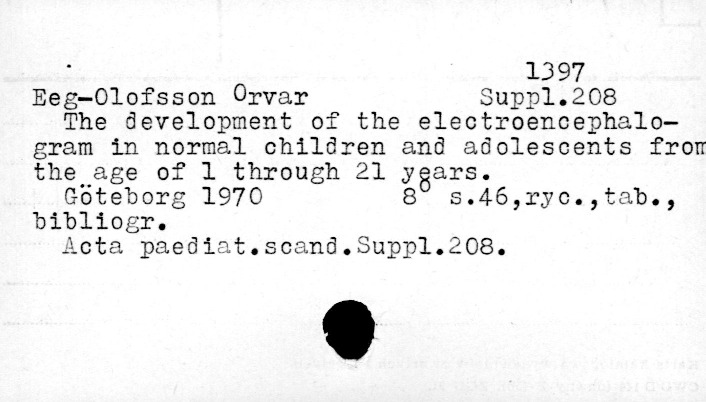 1397
Eeg-Olofsson Orvar Suppl.208
The development of the electroencephalo-
gram in normal children and adolescents from
the age of 1 through 21 years.
Göteborg 1970 8° s.46,ryc.,tab.,
bibliogr.
Acta paediat.scand.Suppl.208.